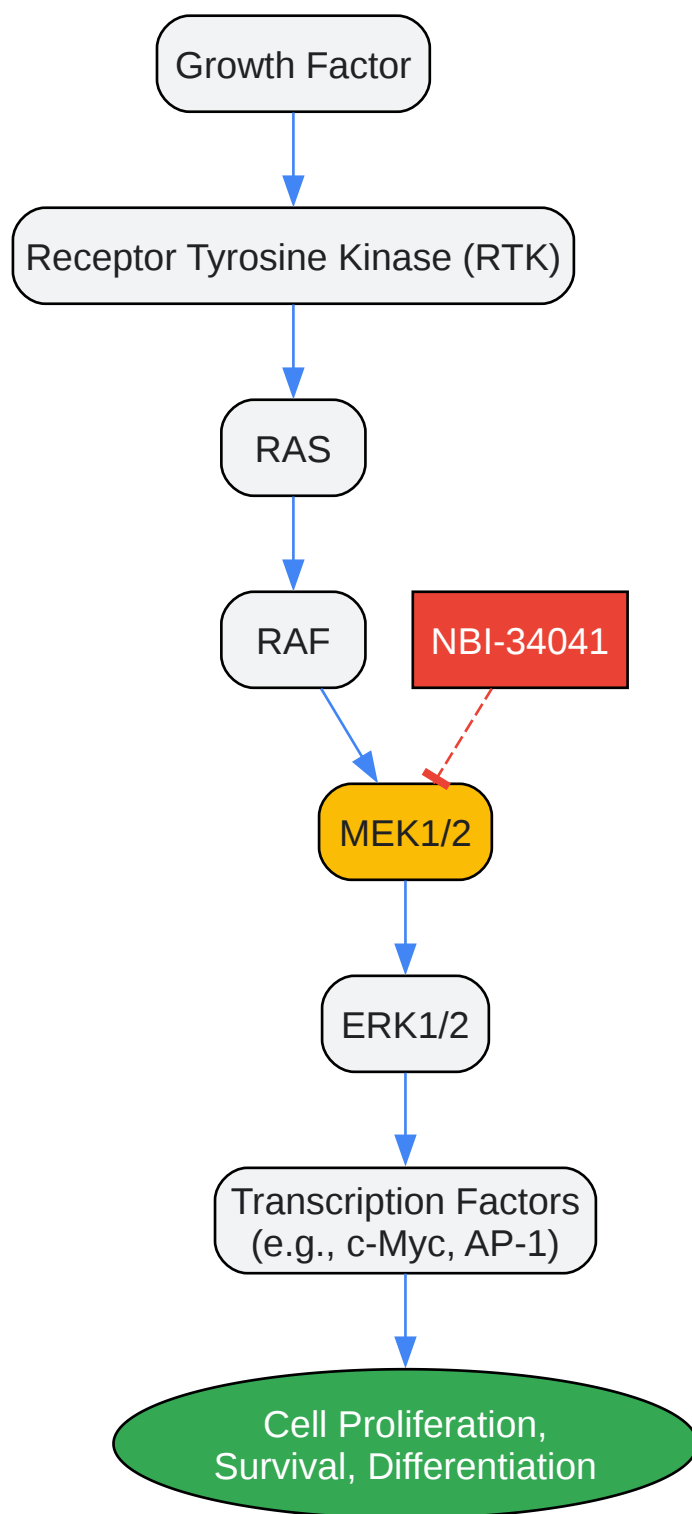 Growth Factor
Receptor Tyrosine Kinase (RTK)
RAS
RAF
NBI-34041
MEK1/2
ERK1/2
Transcription Factors
(e.g., c-Myc, AP-1)
Cell Proliferation,
Survival, Differentiation